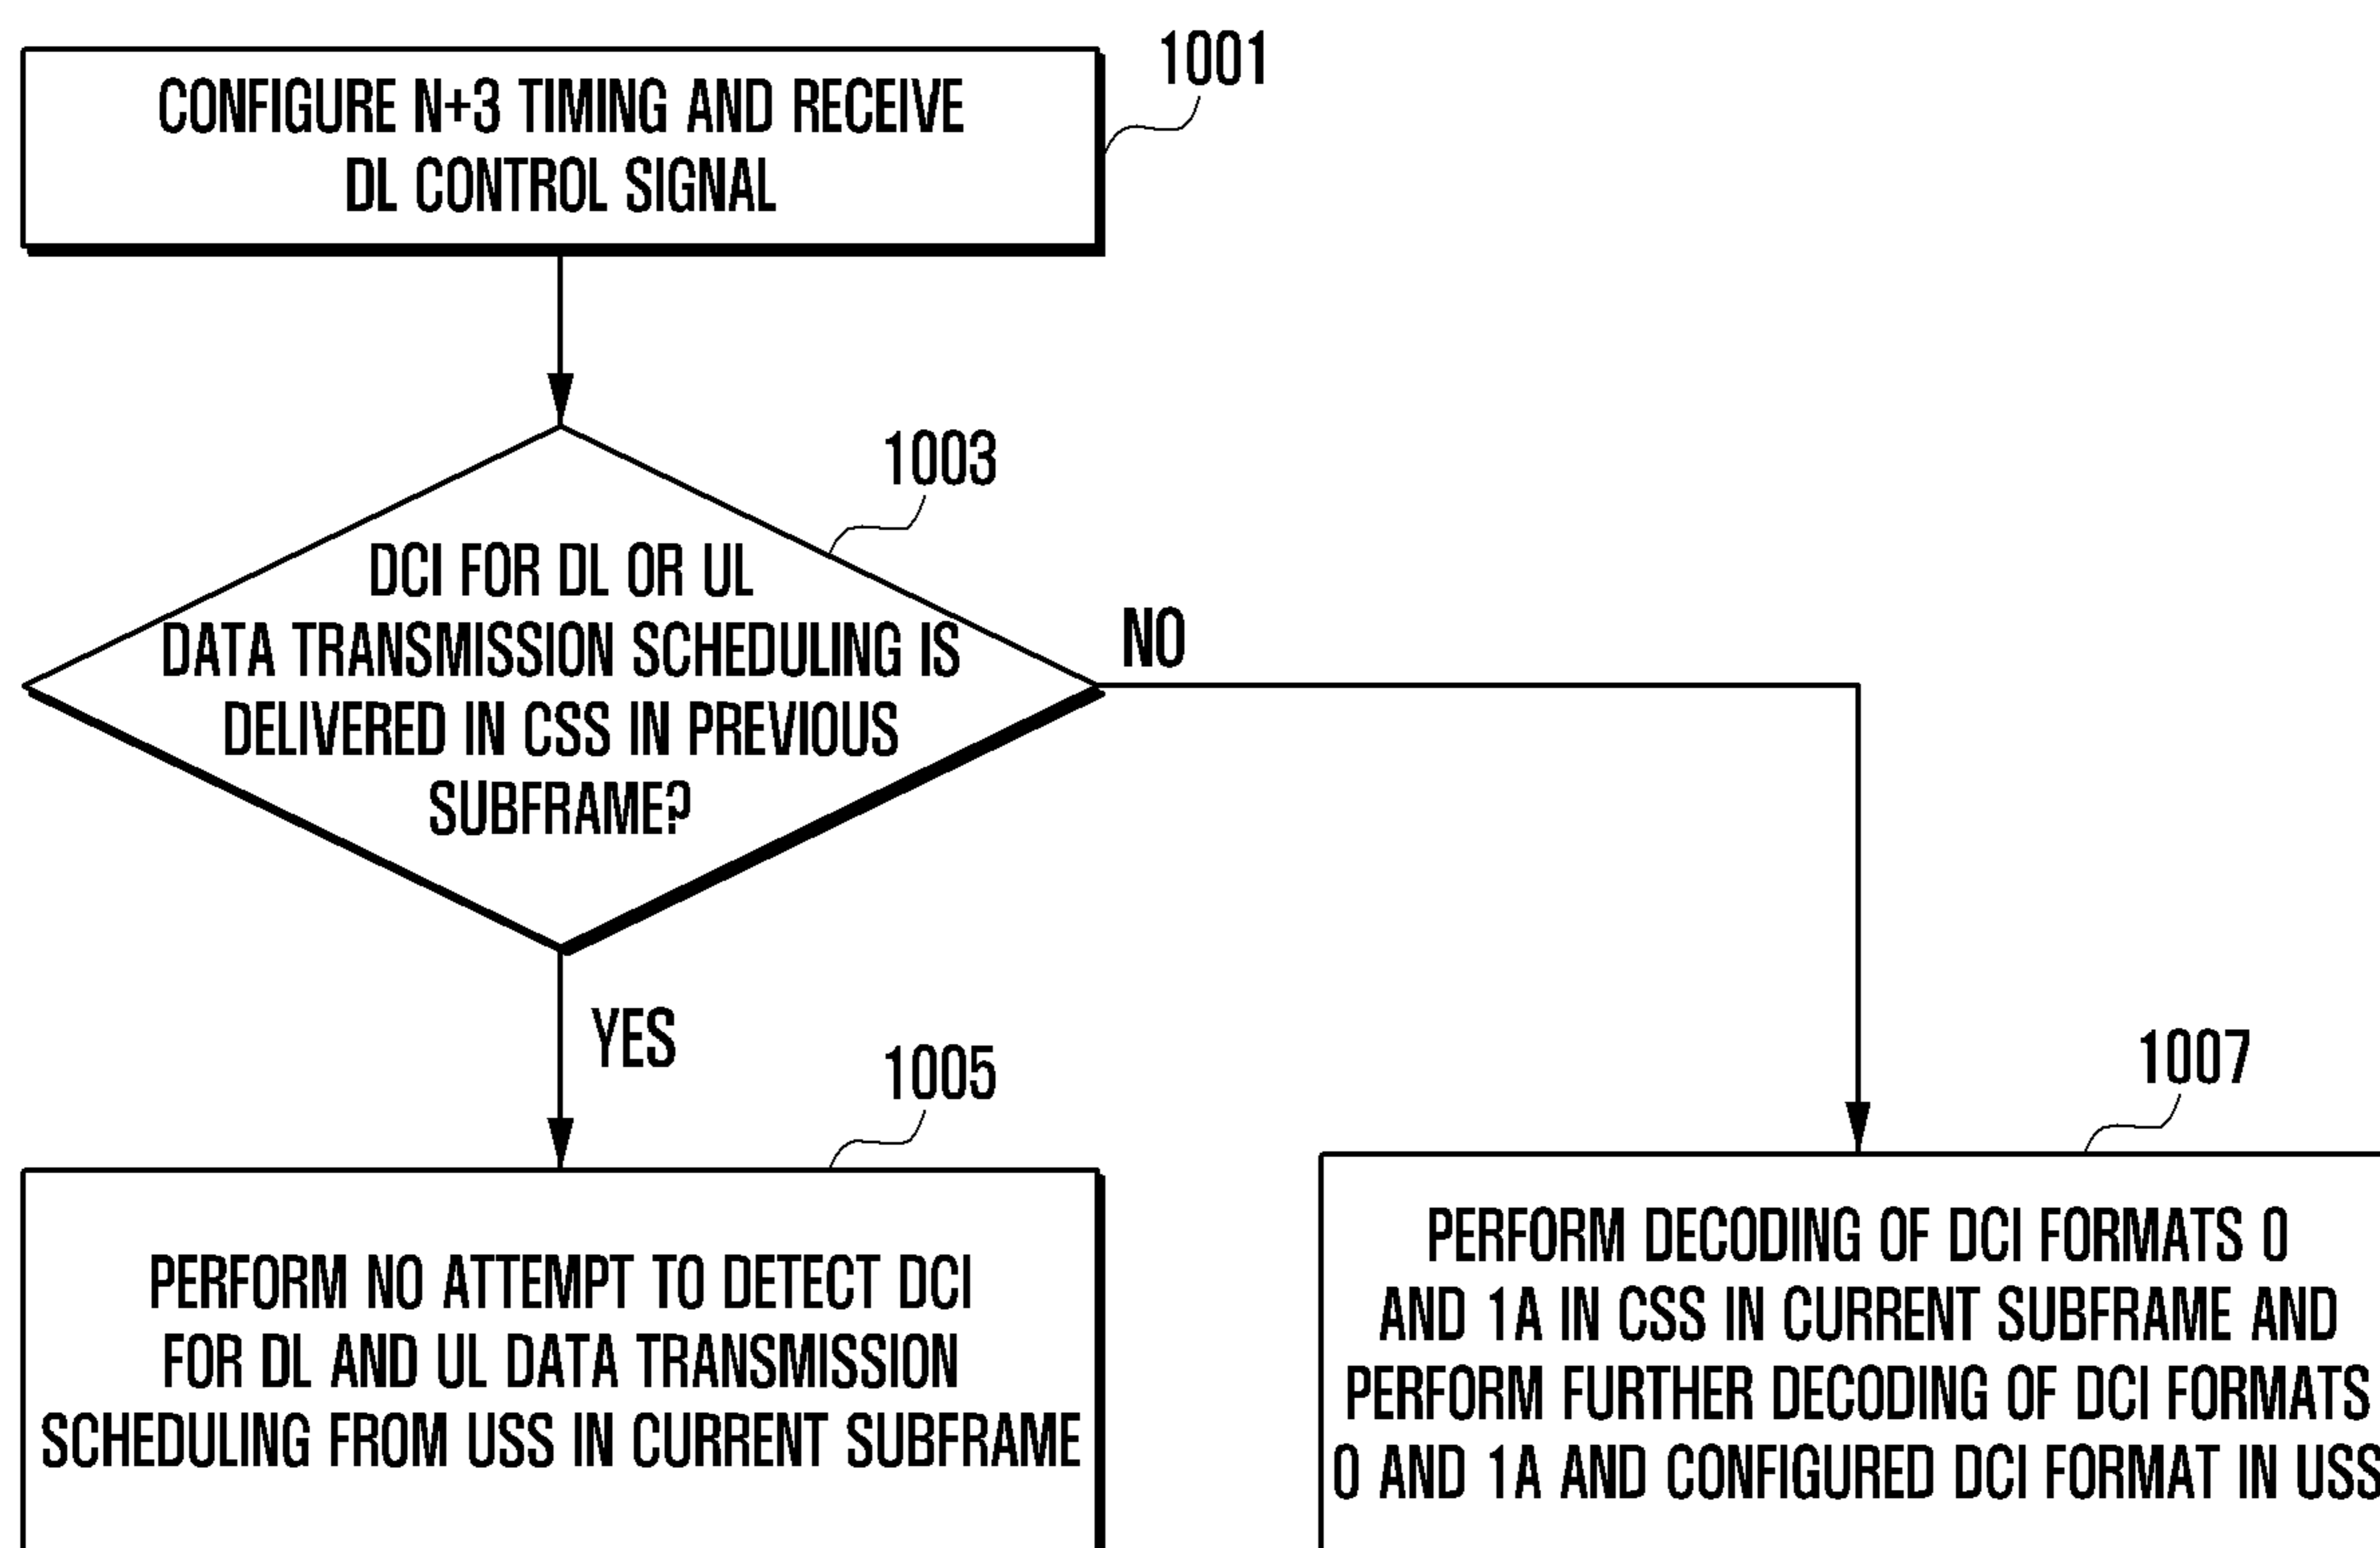 1001
CONFIGURE N+3 TIMING AND RECEIVE
DL CONTROL SIGNAL
1003
DCI FOR DL OR UL
DATA TRANSMISSION SCHEDULING IS
DELIVERED IN CSS IN PREVIOUS
SUBFRAME?
NO
YES
1005
PERFORM NO ATTEMPT TO DETECT DCI
FOR DL AND UL DATA TRANSMISSION
SCHEDULING FROM USS IN CURRENT SUBFRAME
1007
PERFORM DECODING OF DCI FORMATS 0
AND 1A IN CSS IN CURRENT SUBFRAME AND
PERFORM FURTHER DECODING OF DCI FORMATS
0 AND 1A AND CONFIGURED DCI FORMAT IN USS